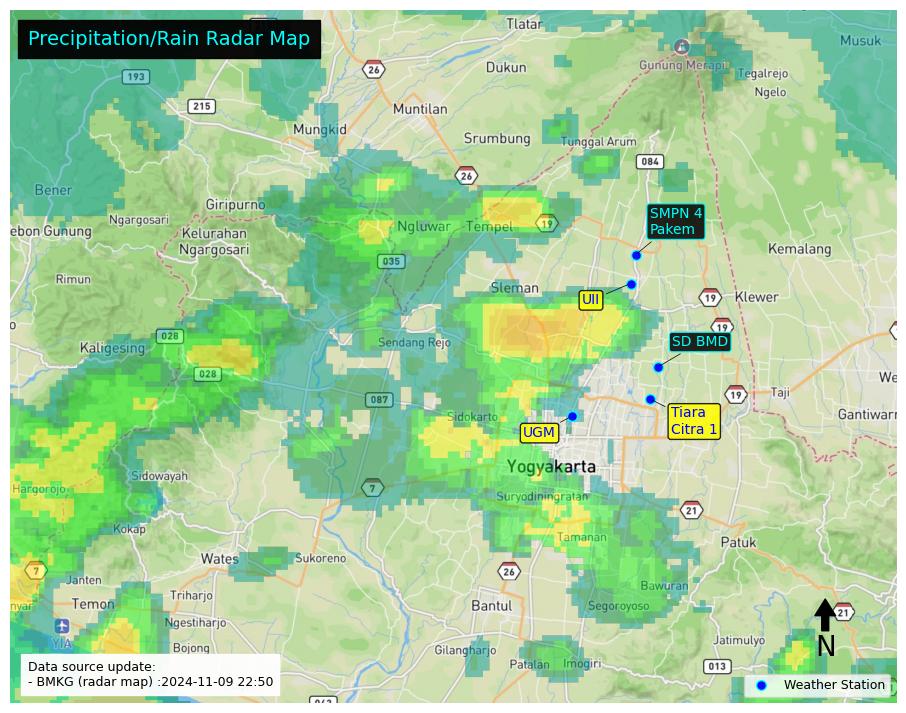 Precipitation/Rain Radar Map
Tlatar
Musuk
26
Dukun
Gunung Merapi
Tegalrejo
Ngelo
193
215
Muntilan
Mungkid
Srumbung
Tunggal Arum
084
26
Bener
Giripurno
Ngargosari
ebon Gunung
Kelurahan
Ngargosari
Ngluwar
Tempel
19
SMPN 4
Pakem
Kemalang
035
Rimun
Sleman
UII
19
Klewer
19
028
Kaligesing
Sendang Rejo
SD BMD
028
We
087
19
Taji
Sidokarto
Tiara
Citra 1
Gantiwarn
UGM
Yogyakarta
Sidowayah
Hargorojo
7
Suryodiningratan
21
Kokap
Tamanan
Patuk
Wates
Sukoreno
7
26
Janten
Bawuran
Triharjo
nyar
Temon
Bantul
Segoroyoso
21
Ngestiharjo
YIA
N
Bojong
Gilangharjo
Jatimulyo
Patalan
Imogiri
013
Data source update:
- BMKG (radar map) :2024-11-09 22:50
Weather Station